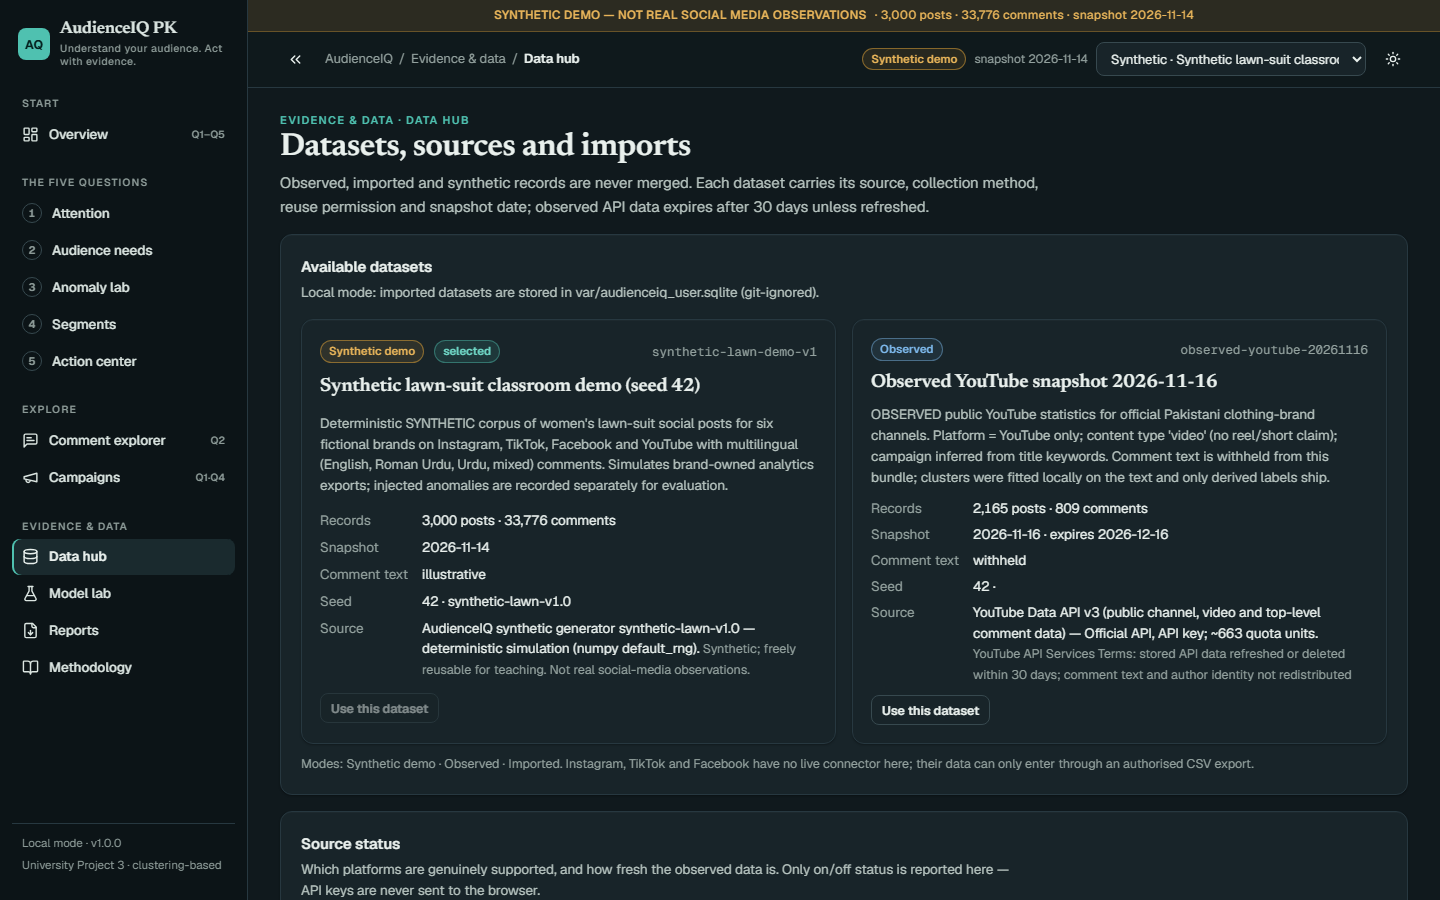 AQ
AudienceIQ PK
Understand your audience. Act
with evidence.
START
Overview Q1–Q5
THE FIVE QUESTIONS
1 Attention
2 Audience needs
3 Anomaly lab
4 Segments
5 Action center
EXPLORE
Comment explorer Q2
Campaigns Q1-Q4
EVIDENCE & DATA
Data hub
Model lab
Reports
Methodology
Local mode · v1.0.0
University Project 3 · clustering-based
SYNTHETIC DEMO — NOT REAL SOCIAL MEDIA OBSERVATIONS · 3,000 posts · 33,776 comments · snapshot 2026-11-14
AudienceIQ / Evidence & data / Data hub
Synthetic demo snapshot 2026-11-14 Synthetic · Synthetic lawn-suit classroo
EVIDENCE & DATA · DATA HUB
Datasets, sources and imports
Observed, imported and synthetic records are never merged. Each dataset carries its source, collection method,
reuse permission and snapshot date; observed API data expires after 30 days unless refreshed.
Available datasets
Local mode: imported datasets are stored in var/audienceiq_user.sqlite (git-ignored).
Synthetic demo selected synthetic-lawn-demo-v1
Synthetic lawn-suit classroom demo (seed 42)
Deterministic SYNTHETIC corpus of women's lawn-suit social posts for six
fictional brands on Instagram, TikTok, Facebook and YouTube with multilingual
(English, Roman Urdu, Urdu, mixed) comments. Simulates brand-owned analytics
exports; injected anomalies are recorded separately for evaluation.
Records 3,000 posts · 33,776 comments
Snapshot 2026-11-14
Comment text illustrative
Seed 42 · synthetic-lawn-v1.0
Source AudienceIQ synthetic generator synthetic-lawn-v1.0 —
deterministic simulation (numpy default_rng). Synthetic; freely
reusable for teaching. Not real social-media observations.
Use this dataset
Observed observed-youtube-20261116
Observed YouTube snapshot 2026-11-16
OBSERVED public YouTube statistics for official Pakistani clothing-brand
channels. Platform = YouTube only; content type 'video' (no reel/short claim);
campaign inferred from title keywords. Comment text is withheld from this
bundle; clusters were fitted locally on the text and only derived labels ship.
Records 2,165 posts · 809 comments
Snapshot 2026-11-16 · expires 2026-12-16
Comment text withheld
Seed 42 ·
Source YouTube Data API v3 (public channel, video and top-level
comment data) — Official API, API key; ~663 quota units.
YouTube API Services Terms: stored API data refreshed or deleted
within 30 days; comment text and author identity not redistributed
Use this dataset
Modes: Synthetic demo · Observed · Imported. Instagram, TikTok and Facebook have no live connector here; their data can only enter through an authorised CSV export.
Source status
Which platforms are genuinely supported, and how fresh the observed data is. Only on/off status is reported here —
API keys are never sent to the browser.